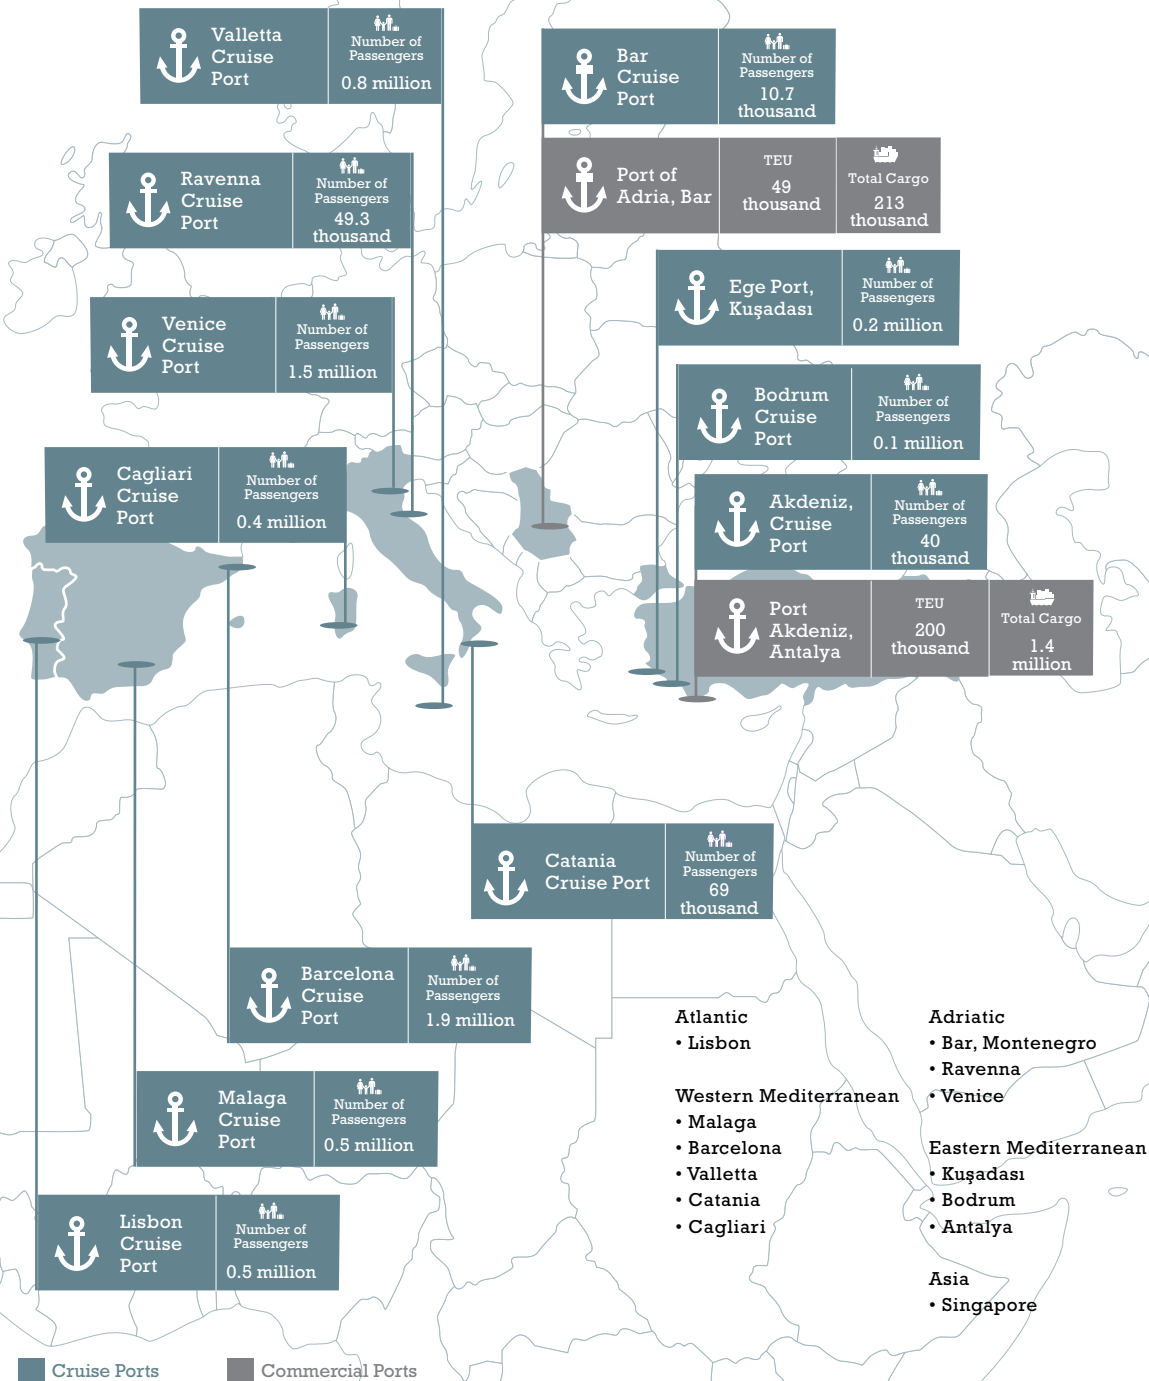 Valletta
Cruise
Port
Number of
Passengers
0.8 million
Bar
Cruise
Port
Number of
Passengers
10.7
thousand
Port of
Adria, Bar
TEU
49
thousand
Total Cargo
213
thousand
Ravenna
Cruise
Port
Number of
Passengers
49.3
thousand
Ege Port,
Kuşadası
Number of
Passengers
0.2 million
Venice
Cruise
Port
Number of
Passengers
1.5 million
Bodrum
Cruise
Port
Number of
Passengers
0.1 million
Cagliari
Cruise
Port
Number of
Passengers
0.4 million
Akdeniz,
Cruise
Port
Number of
Passengers
40
thousand
Port
Akdeniz,
Antalya
TEU
200
thousand
Total Cargo
1.4
million
Catania
Cruise Port
Number of
Passengers
69
thousand
Barcelona
Cruise
Port
Number of
Passengers
1.9 million
Malaga
Cruise
Port
Number of
Passengers
0.5 million
Lisbon
Cruise
Port
Number of
Passengers
0.5 million
Atlantic
• Lisbon
Western Mediterranean
• Malaga
• Barcelona
• Valletta
• Catania
• Cagliari
Adriatic
• Bar, Montenegro
• Ravenna
• Venice
Eastern Mediterranean
• Kuşadası
• Bodrum
• Antalya
Asia
• Singapore
Cruise Ports
Commercial Ports